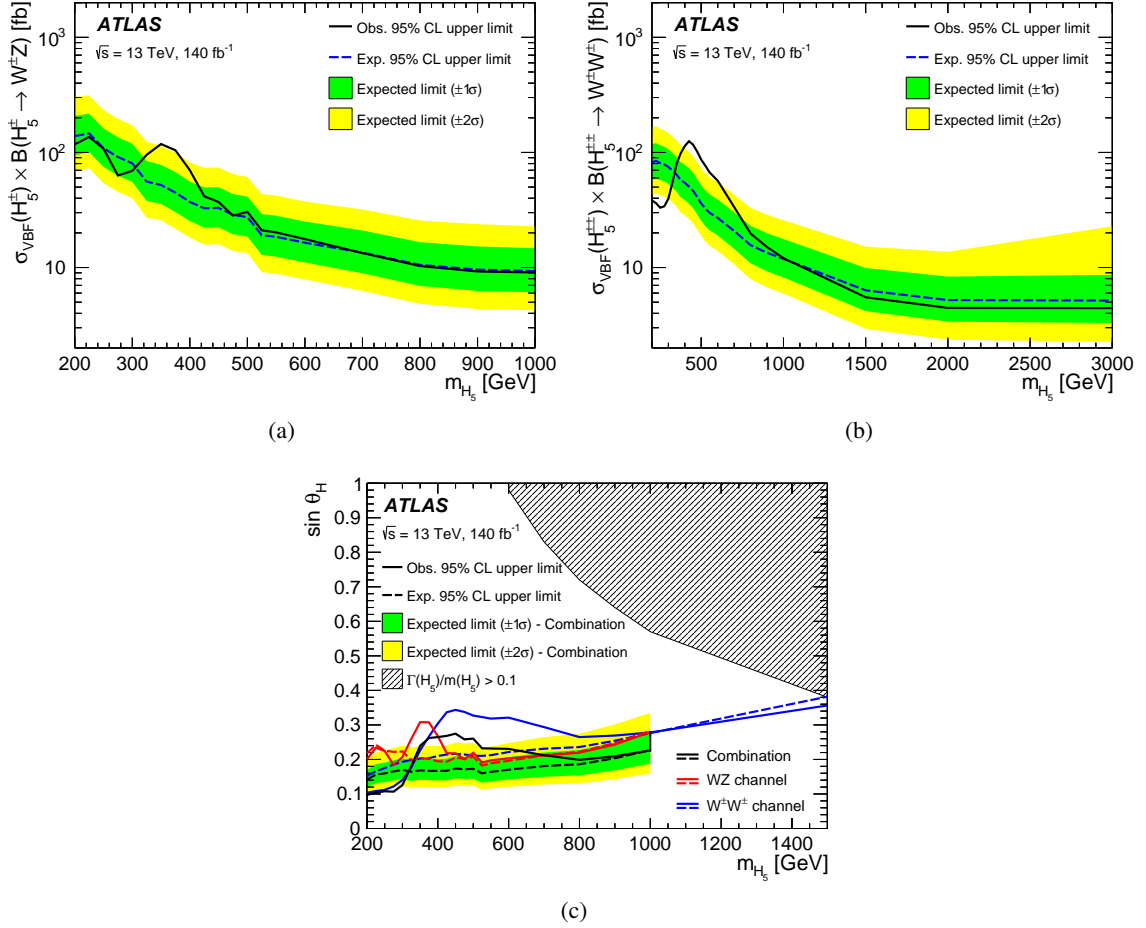 ATLAS
√s = 13 TeV, 140 fb⁻¹
Obs. 95% CL upper limit
Exp. 95% CL upper limit
Expected limit (±1σ)
Expected limit (±2σ)
σ_VBF(H₅^±) × B(H₅^± → W^±Z) [fb]
10²
10²
10
200 300 400 500 600 700 800 900 1000
m_H₅ [GeV]
(a)
ATLAS
√s = 13 TeV, 140 fb⁻¹
Obs. 95% CL upper limit
Exp. 95% CL upper limit
Expected limit (±1σ)
Expected limit (±2σ)
σ_VBF(H₅^±±) × B(H₅^±± → W^±W^±) [fb]
10³
10²
10
500 1000 1500 2000 2500 3000
m_H₅ [GeV]
(b)
sin θ_H
ATLAS
√s = 13 TeV, 140 fb⁻¹
Obs. 95% CL upper limit
Exp. 95% CL upper limit
Expected limit (±1σ) - Combination
Expected limit (±2σ) - Combination
Γ(H₅)/m(H₅) > 0.1
Combination
WZ channel
W^±W^± channel
1
0.9
0.8
0.7
0.6
0.5
0.4
0.3
0.2
0.1
0
200 400 600 800 1000 1200 1400
m_H₅ [GeV]
(c)